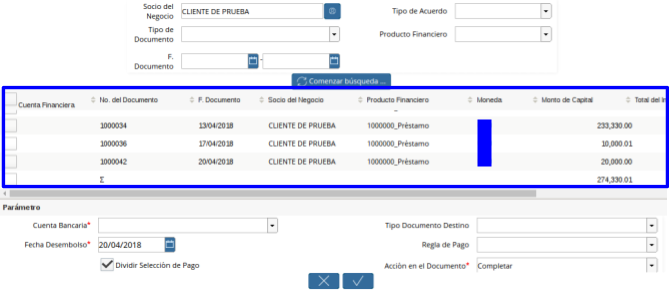 Socio del Negocio CLIENTE DE PRUEBA Tipo de Acuerdo
Tipo de Documento Producto Financiero
F. Documento -
Comenzar búsqueda ...
Cuenta Financiera No. del Documento F. Documento Socio del Negocio Producto Financiero Moneda Monto de Capital Total del In
1000034 13/04/2018 CLIENTE DE PRUEBA 1000000_Préstamo 233,330.00
1000036 17/04/2018 CLIENTE DE PRUEBA 1000000_Préstamo 10,000.01
1000042 20/04/2018 CLIENTE DE PRUEBA 1000000_Préstamo 20,000.00
Σ 274,330.01
Parámetro
Cuenta Bancaria* Tipo Documento Destino
Fecha Desembolso* 20/04/2018 Regla de Pago
Dividir Selección de Pago Acción en el Documento* Completar